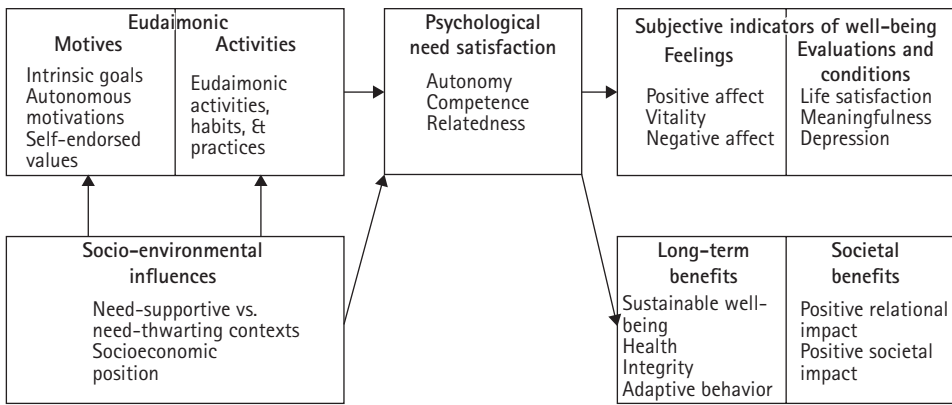 Eudaimonic
Motives
Intrinsic goals
Autonomous
motivations
Self-endorsed
values
Activities
Eudaimonic
activities,
habits, &
practices
Psychological
need satisfaction
Autonomy
Competence
Relatedness
Subjective indicators of well-being
Feelings
Positive affect
Vitality
Negative affect
Evaluations and
conditions
Life satisfaction
Meaningfulness
Depression
Socio-environmental
influences
Need-supportive vs.
need-thwarting contexts
Socioeconomic
position
Long-term
benefits
Sustainable well-
being
Health
Integrity
Adaptive behavior
Societal
benefits
Positive relational
impact
Positive societal
impact